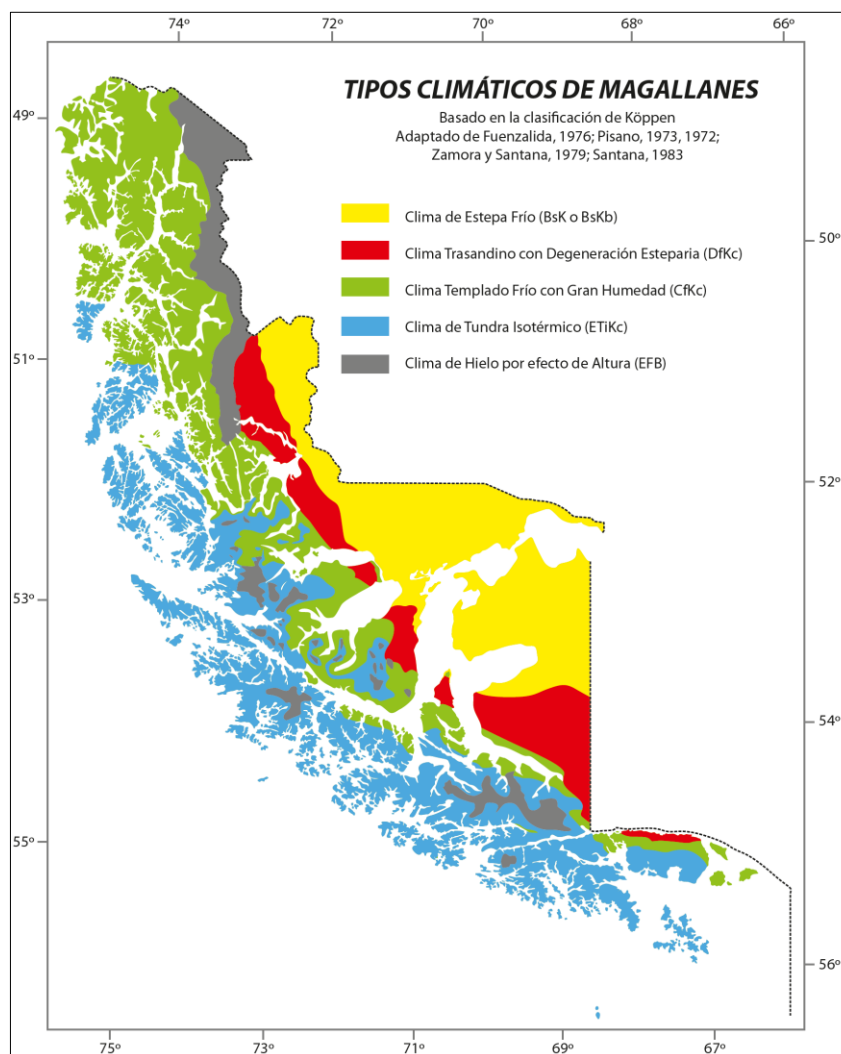 74º 72º 70º 68º 66º
TIPOS CLIMÁTICOS DE MAGALLANES
Basado en la clasificación de Köppen
Adaptado de Fuenzalida, 1976; Pisano, 1973, 1972;
Zamora y Santana, 1979; Santana, 1983
Clima de Estepa Frío (BsK o BsKb)
Clima Trasandino con Degeneración Esteparia (DfKc)
Clima Templado Frío con Gran Humedad (CfKc)
Clima de Tundra Isotérmico (ETiKc)
Clima de Hielo por efecto de Altura (EFB)
49º
50º
51º
52º
53º
54º
55º
56º
75º 73º 71º 69º 67º